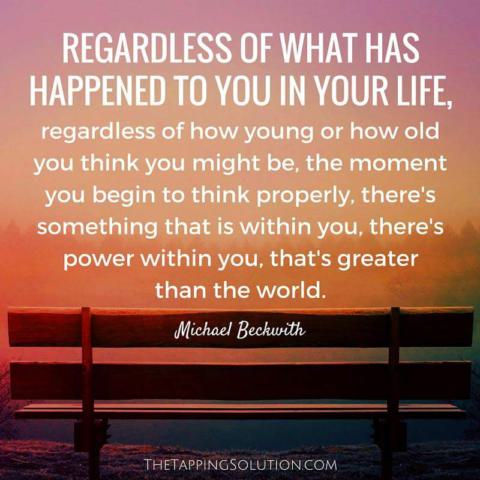 REGARDLESS OF WHAT HAS
HAPPENED TO YOU IN YOUR LIFE,
regardless of how young or how old
you think you might be, the moment
you begin to think properly, there's
something that is within you, there's
power within you, that's greater
than the world.
Michael Beckwith
THETAPPINGSOLUTION.COM